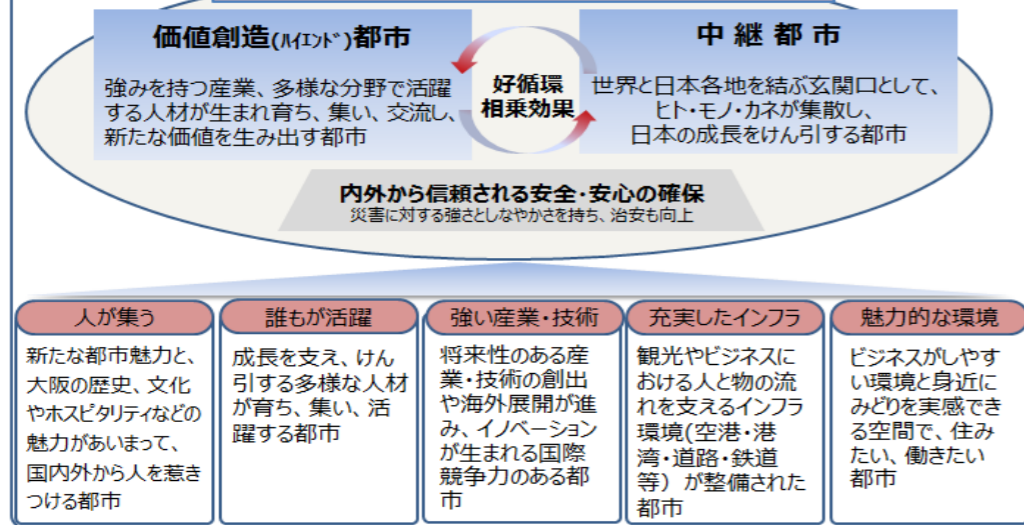 価値創造(ﾊｲｴﾝﾄﾞ)都市
強みを持つ産業、多様な分野で活躍
する人材が生まれ育ち、集い、交流し、
新たな価値を生み出す都市
好循環
相乗効果
中継都市
世界と日本各地を結ぶ玄関口として、
ヒト・モノ・カネが集散し、
日本の成長をけん引する都市
内外から信頼される安全・安心の確保
災害に対する強さとしなやかさを持ち、治安も向上
人が集う
新たな都市魅力と、
大阪の歴史、文化
やホスピタリティなどの
魅力があいまって、
国内外から人を惹き
つける都市
誰もが活躍
成長を支え、けん
引する多様な人材
が育ち、集い、活
躍する都市
強い産業・技術
将来性のある産
業・技術の創出
や海外展開が進
み、イノベーション
が生まれる国際
競争力のある都
市
充実したインフラ
観光やビジネスに
おける人と物の流
れを支えるインフラ
環境(空港・港
湾・道路・鉄道
等）が整備された
都市
魅力的な環境
ビジネスがしやす
い環境と身近に
みどりを実感でき
る空間で、住み
たい、働きたい
都市